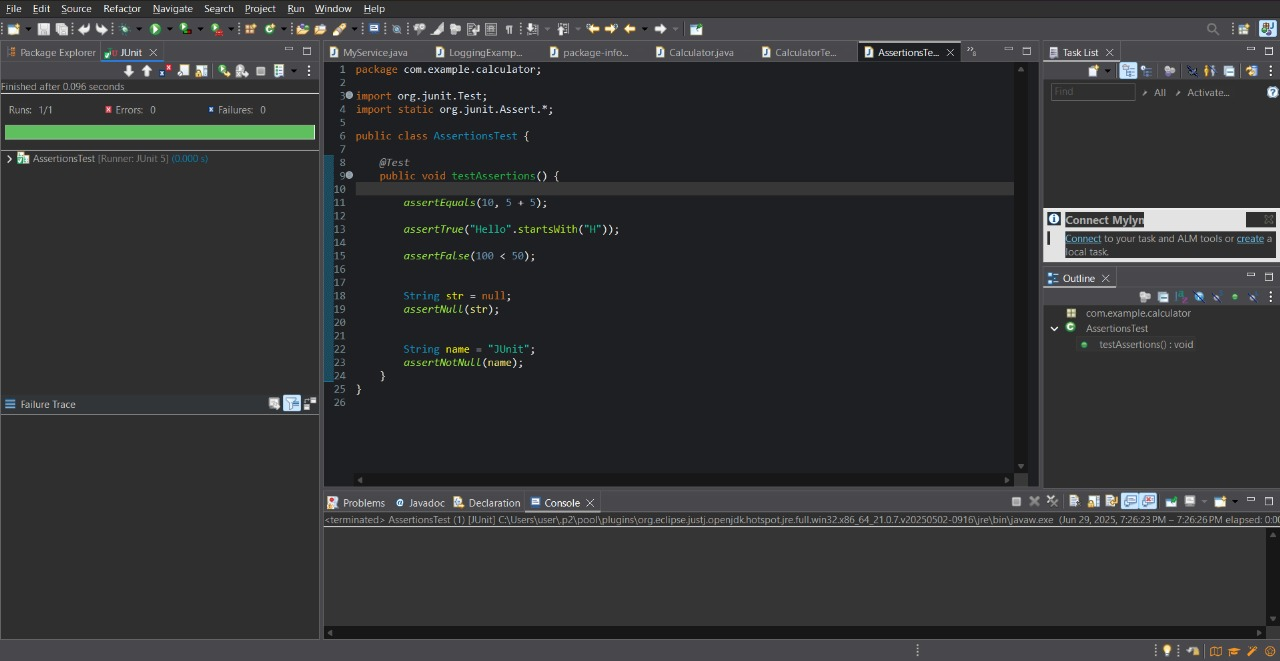 File Edit Source Refactor Navigate Search Project Run Window Help
Package Explorer JUnit
MyService.java LoggingExamp... package-info... Calculator.java CalculatorTe... AssertionsTe... Task List
Finished after 0.096 seconds
Runs: 1/1 Errors: 0 Failures: 0
AssertionsTest [Runner: JUnit 5] (0.000 s)
Failure Trace
1 package com.example.calculator;
2
3 import org.junit.Test;
4 import static org.junit.Assert.*;
5
6 public class AssertionsTest {
7
8 @Test
9 public void testAssertions() {
10
11 assertEquals(10, 5 + 5);
12
13 assertTrue("Hello".startsWith("H"));
14
15 assertFalse(100 < 50);
16
17
18 String str = null;
19 assertNull(str);
20
21
22 String name = "JUnit";
23 assertNotNull(name);
24 }
25 }
26
Find All Activate...
Connect Mylyn
Connect to your task and ALM tools or create a
local task.
Outline
com.example.calculator
AssertionsTest
testAssertions() : void
Problems Javadoc Declaration Console
<terminated> AssertionsTest (1) [JUnit] C:\Users\user\.p2\pool\plugins\org.eclipse.justj.openjdk.hotspot.jre.full.win32.x86_64_21.0.7.v20250502-0916\jre\bin\javaw.exe (Jun 29, 2025, 7:26:23 PM – 7:26:26 PM elapsed: 0:00